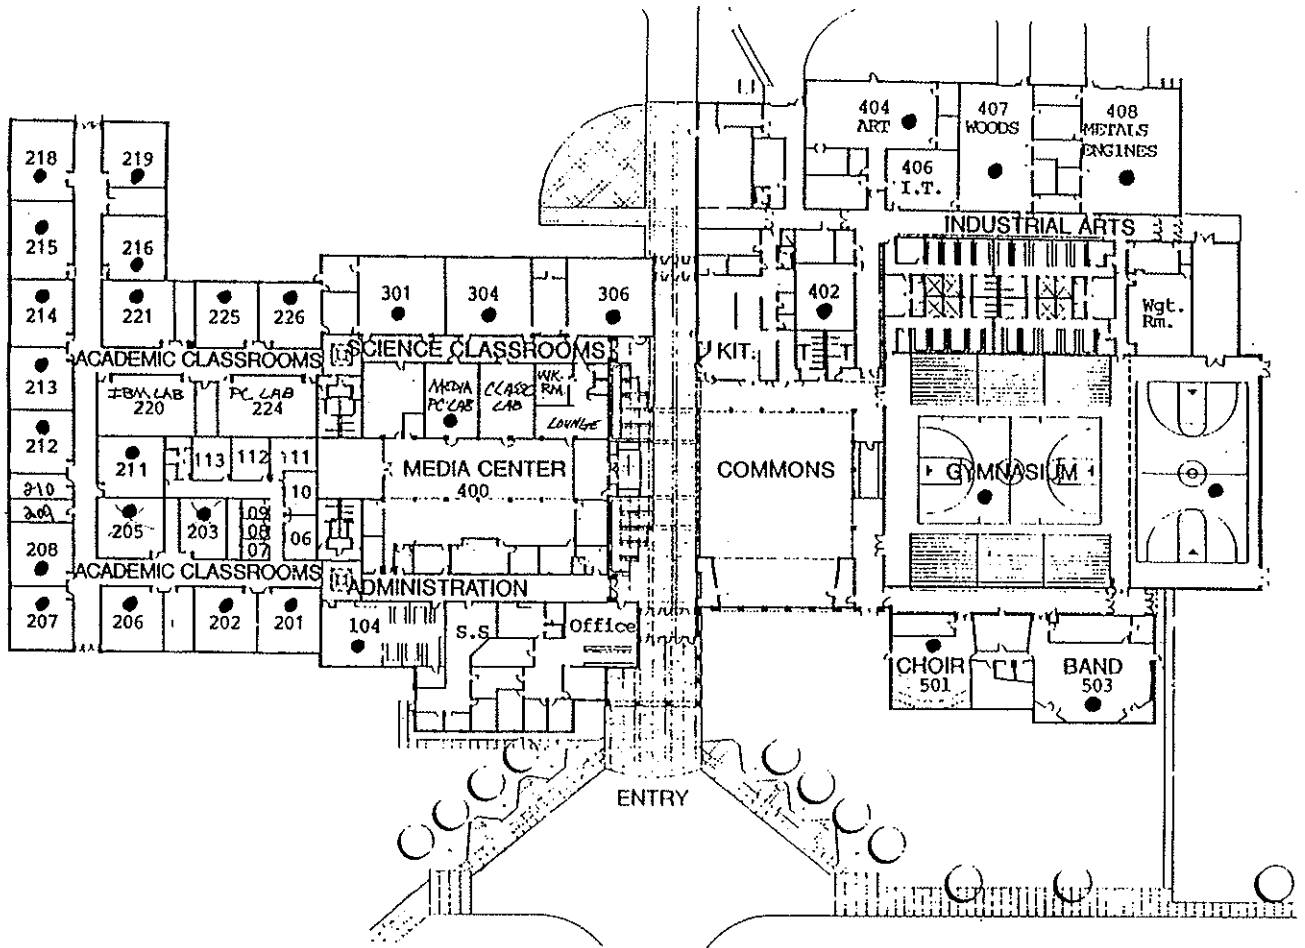 404
ART
407
WOODS
408
METALS
ENGINES
406
I.T.
INDUSTRIAL ARTS
218
219
215
216
214
221
225
226
301
304
306
402
Wgt.
Rm.
ACADEMIC CLASSROOMS
SCIENCE CLASSROOMS
KIT.
213
IBM LAB
220
PC LAB
224
MEDIA
PC LAB
CLASS
LAB
WK.
RM
LOUNGE
212
211
113
112
111
MEDIA CENTER
400
COMMONS
GYMNASIUM
210
10
209
205
203
09
08
07
06
208
ACADEMIC CLASSROOMS
ADMINISTRATION
207
206
202
201
104
S.S
Office
CHOIR
501
BAND
503
ENTRY